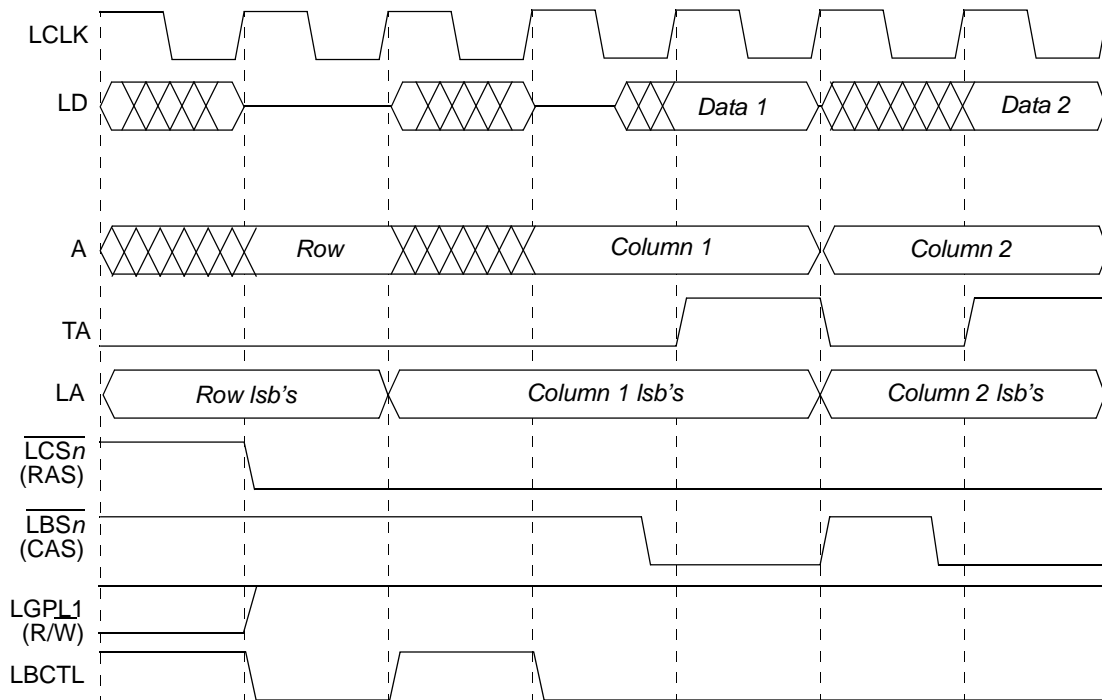 LCLK
LD
Data 1
Data 2
A
Row
Column 1
Column 2
TA
LA
Row lsb's
Column 1 lsb's
Column 2 lsb's
LCSn
(RAS)
LBSn
(CAS)
LGPL1
(R/W)
LBCTL